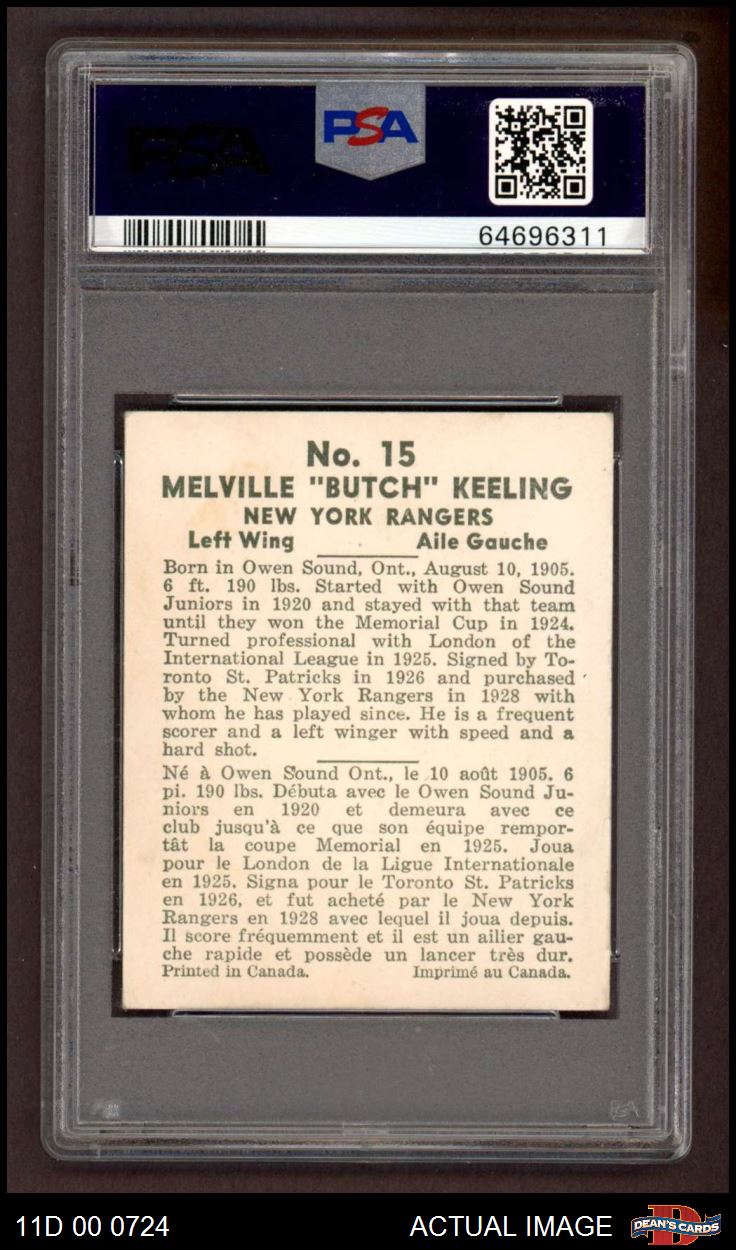 PSA
PSA
64696311
No. 15
MELVILLE "BUTCH" KEELING
NEW YORK RANGERS
Left Wing Aile Gauche
Born in Owen Sound, Ont., August 10, 1905.
6 ft. 190 lbs. Started with Owen Sound
Juniors in 1920 and stayed with that team
until they won the Memorial Cup in 1924.
Turned professional with London of the
International League in 1925. Signed by To-
ronto St. Patricks in 1926 and purchased
by the New York Rangers in 1928 with
whom he has played since. He is a frequent
scorer and a left winger with speed and a
hard shot.
Né à Owen Sound Ont., le 10 août 1905. 6
pi. 190 lbs. Débuta avec le Owen Sound Ju-
niors en 1920 et demeura avec ce
club jusqu'à ce que son équipe rempor-
tât la coupe Memorial en 1925. Joua
pour le London de la Ligue Internationale
en 1925. Signa pour le Toronto St. Patricks
en 1926, et fut acheté par le New York
Rangers en 1928 avec lequel il joua depuis.
Il score fréquemment et il est un ailier gau-
che rapide et possède un lancer très dur.
Printed in Canada. Imprimé au Canada.
PSA
11D 00 0724 ACTUAL IMAGE DEAN'S CARDS